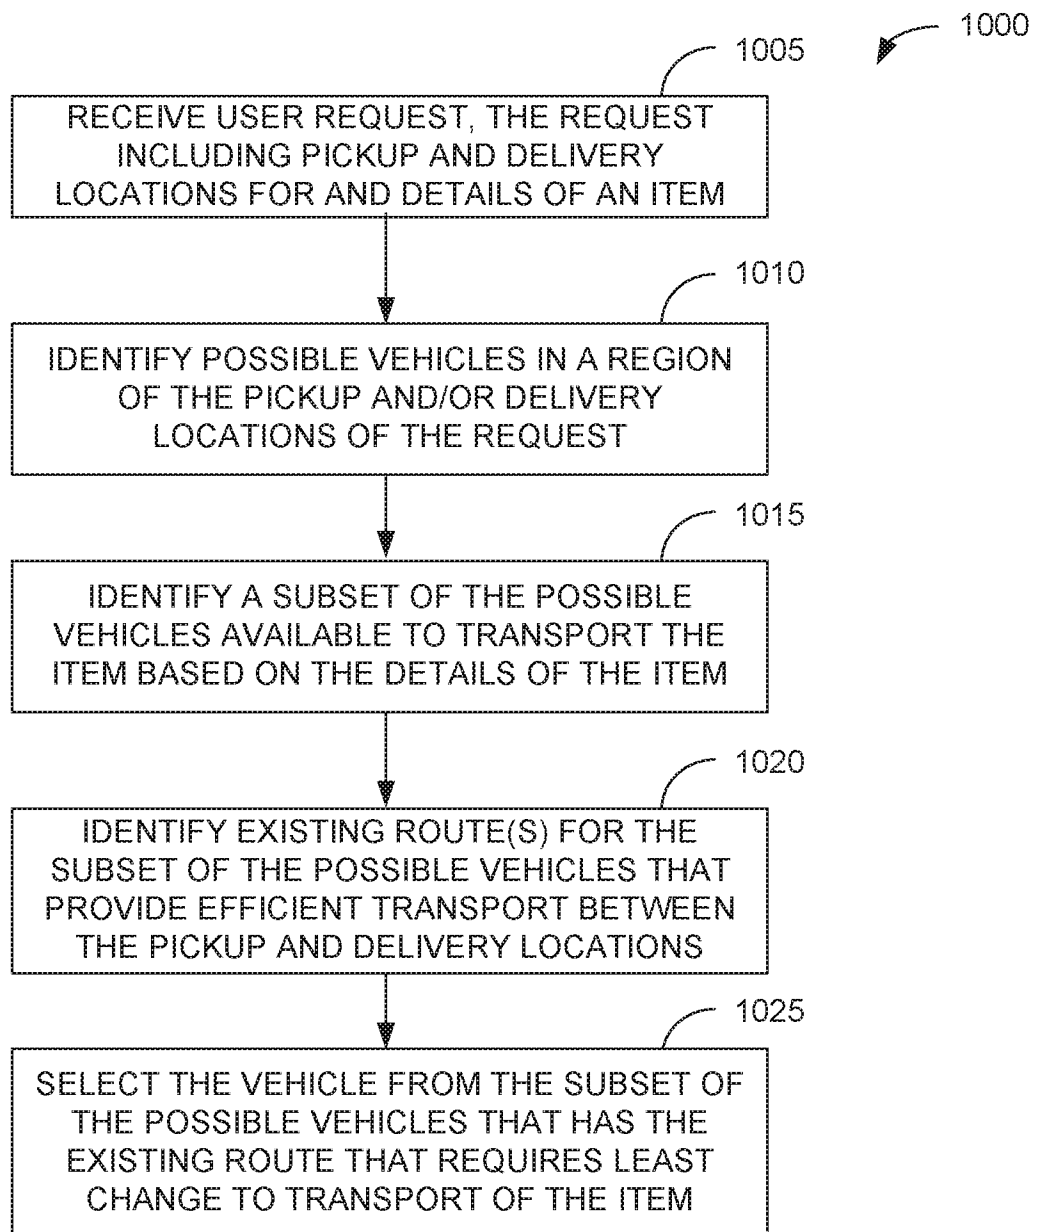 1000
1005
RECEIVE USER REQUEST, THE REQUEST
INCLUDING PICKUP AND DELIVERY
LOCATIONS FOR AND DETAILS OF AN ITEM
1010
IDENTIFY POSSIBLE VEHICLES IN A REGION
OF THE PICKUP AND/OR DELIVERY
LOCATIONS OF THE REQUEST
1015
IDENTIFY A SUBSET OF THE POSSIBLE
VEHICLES AVAILABLE TO TRANSPORT THE
ITEM BASED ON THE DETAILS OF THE ITEM
1020
IDENTIFY EXISTING ROUTE(S) FOR THE
SUBSET OF THE POSSIBLE VEHICLES THAT
PROVIDE EFFICIENT TRANSPORT BETWEEN
THE PICKUP AND DELIVERY LOCATIONS
1025
SELECT THE VEHICLE FROM THE SUBSET OF
THE POSSIBLE VEHICLES THAT HAS THE
EXISTING ROUTE THAT REQUIRES LEAST
CHANGE TO TRANSPORT OF THE ITEM